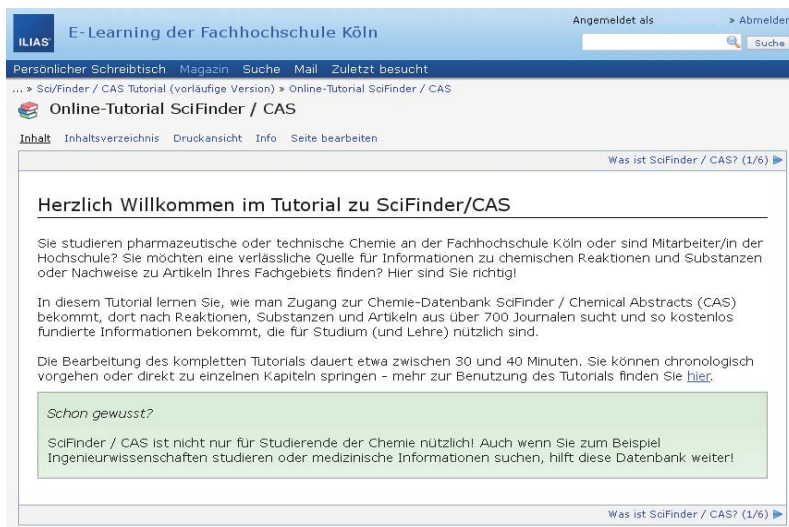 ILIAS
E-Learning der Fachhochschule Köln
Angemeldet als
» Abmelden
Suche
Persönlicher Schreibtisch Magazin Suche Mail Zuletzt besucht
... » Sci/Finder / CAS Tutorial (vorläufige Version) » Online-Tutorial SciFinder / CAS
Online-Tutorial SciFinder / CAS
Inhalt Inhaltsverzeichnis Druckansicht Info Seite bearbeiten
Was ist SciFinder / CAS? (1/6)
Herzlich Willkommen im Tutorial zu SciFinder/CAS
Sie studieren pharmazeutische oder technische Chemie an der Fachhochschule Köln oder sind Mitarbeiter/in der
Hochschule? Sie möchten eine verlässliche Quelle für Informationen zu chemischen Reaktionen und Substanzen
oder Nachweise zu Artikeln Ihres Fachgebiets finden? Hier sind Sie richtig!
In diesem Tutorial lernen Sie, wie man Zugang zur Chemie-Datenbank SciFinder / Chemical Abstracts (CAS)
bekommt, dort nach Reaktionen, Substanzen und Artikeln aus über 700 Journalen sucht und so kostenlos
fundierte Informationen bekommt, die für Studium (und Lehre) nützlich sind.
Die Bearbeitung des kompletten Tutorials dauert etwa zwischen 30 und 40 Minuten. Sie können chronologisch
vorgehen oder direkt zu einzelnen Kapiteln springen – mehr zur Benutzung des Tutorials finden Sie hier.
Schon gewusst?
SciFinder / CAS ist nicht nur für Studierende der Chemie nützlich! Auch wenn Sie zum Beispiel
Ingenieurwissenschaften studieren oder medizinische Informationen suchen, hilft diese Datenbank weiter!
Was ist SciFinder / CAS? (1/6)